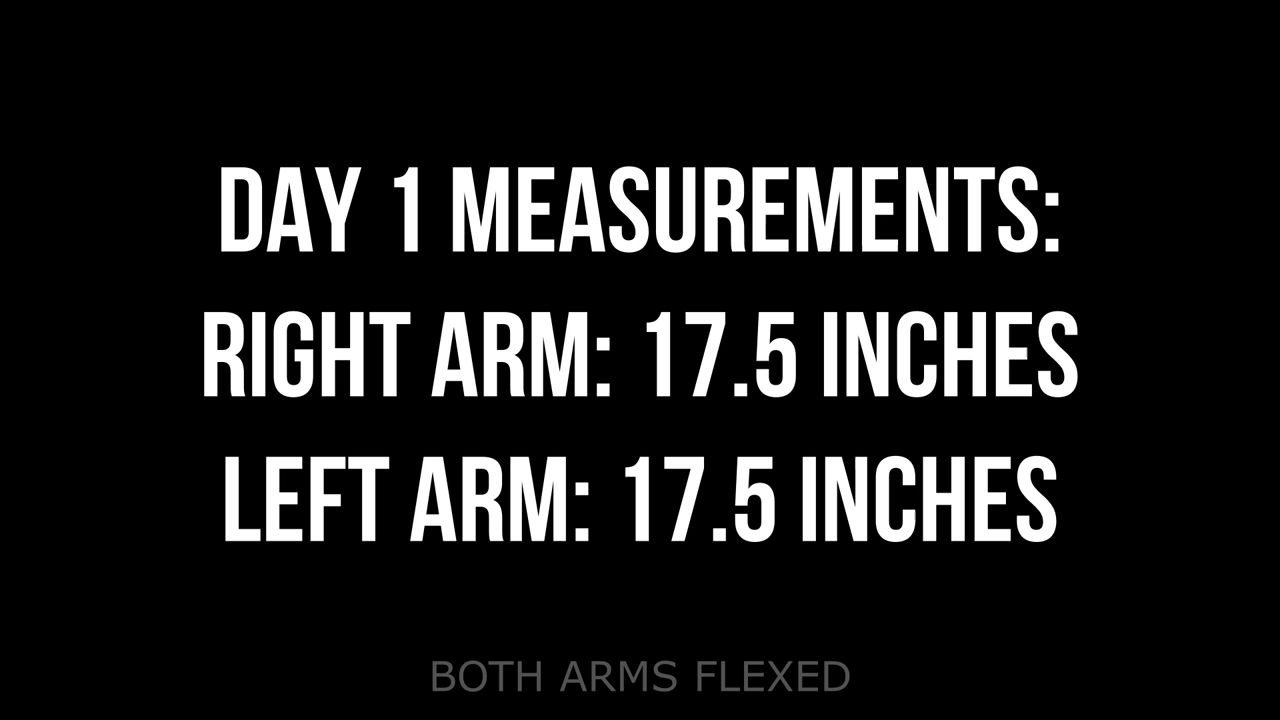 DAY 1 MEASUREMENTS:
RIGHT ARM: 17.5 INCHES
LEFT ARM: 17.5 INCHES
BOTH ARMS FLEXED